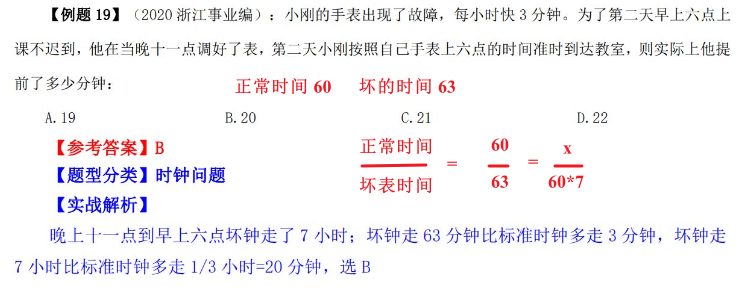 【例题 19】（2020 浙江事业编）：小刚的手表出现了故障，每小时快 3 分钟。为了第二天早上六点上
课不迟到，他在当晚十一点调好了表，第二天小刚按照自己手表上六点的时间准时到达教室，则实际上他提
前了多少分钟：
正常时间 60 坏的时间 63
A.19 B.20 C.21 D.22
【参考答案】B
【题型分类】时钟问题
【实战解析】
正常时间 60 x
= =
坏表时间 63 60*7
晚上十一点到早上六点坏钟走了 7 小时；坏钟走 63 分钟比标准时钟多走 3 分钟，坏钟走
7 小时比标准时钟多走 1/3 小时=20 分钟，选 B